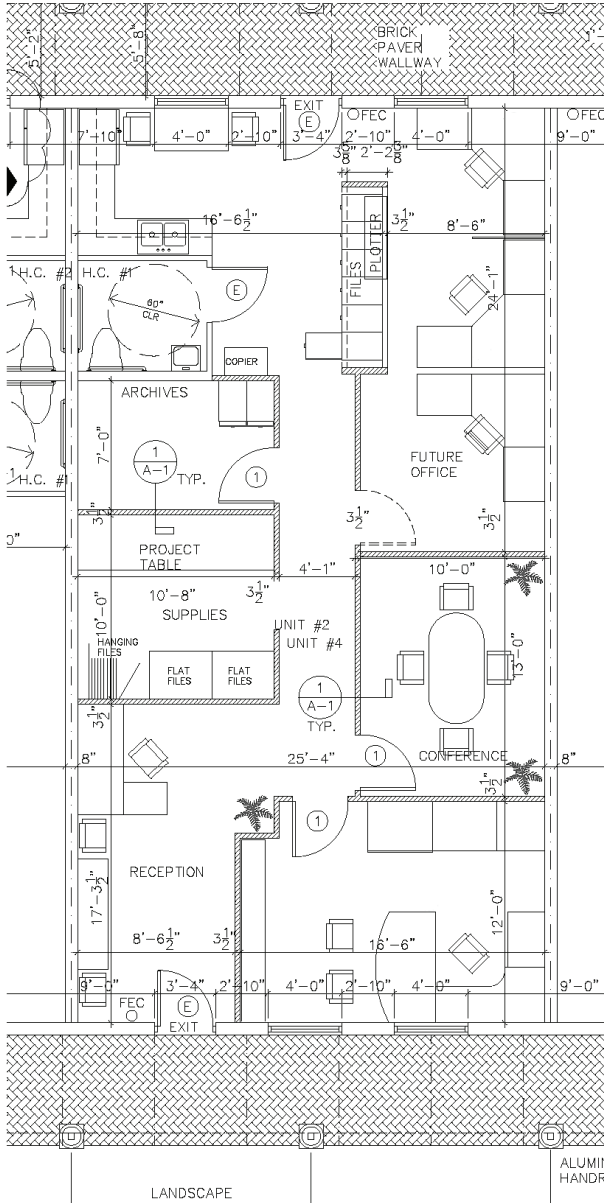 BRICK
PAVER
WALLWAY
5'-2"
5'-8"
1'-
EXIT
E
FEC
FEC
7'-10"
4'-0"
2'-10"
3'-4"
2'-10"
4'-0"
9'-0"
16'-6½"
3½"
8'-6"
FILES
PLOTTER
H.C. #2
H.C. #1
60"
CLR
E
24'-1"
COPIER
ARCHIVES
7'-0"
1
A-1
TYP.
1
H.C. #1
FUTURE
OFFICE
3½"
3½"
3½"
0"
PROJECT
TABLE
4'-1"
10'-0"
10'-8"
3½"
SUPPLIES
10'-0"
UNIT #2
UNIT #4
HANGING
FILES
FLAT
FILES
FLAT
FILES
13'-0"
1
A-1
TYP.
3½"
8"
25'-4"
1
CONFERENCE
8"
3½"
1
RECEPTION
17'-3½"
12'-0"
8'-6½"
3½"
16'-6"
9'-0"
3'-4"
2'-10"
4'-0"
2'-10"
4'-0"
9'-0"
FEC
E
EXIT
ALUMIN
HANDR
LANDSCAPE